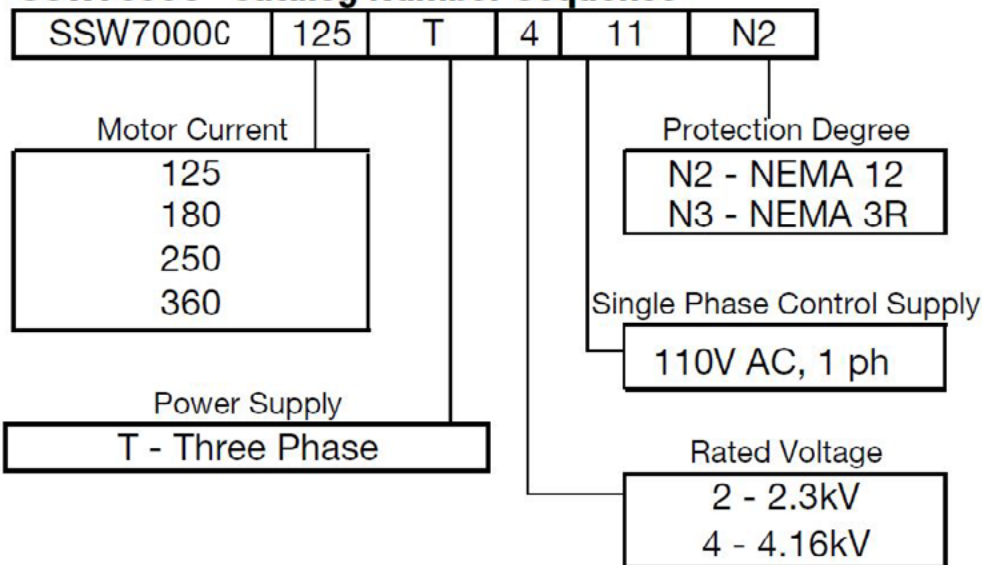 SSW7000C 125 T 4 11 N2
Motor Current
125
180
250
360
Protection Degree
N2 - NEMA 12
N3 - NEMA 3R
Single Phase Control Supply
110V AC, 1 ph
Power Supply
T - Three Phase
Rated Voltage
2 - 2.3kV
4 - 4.16kV